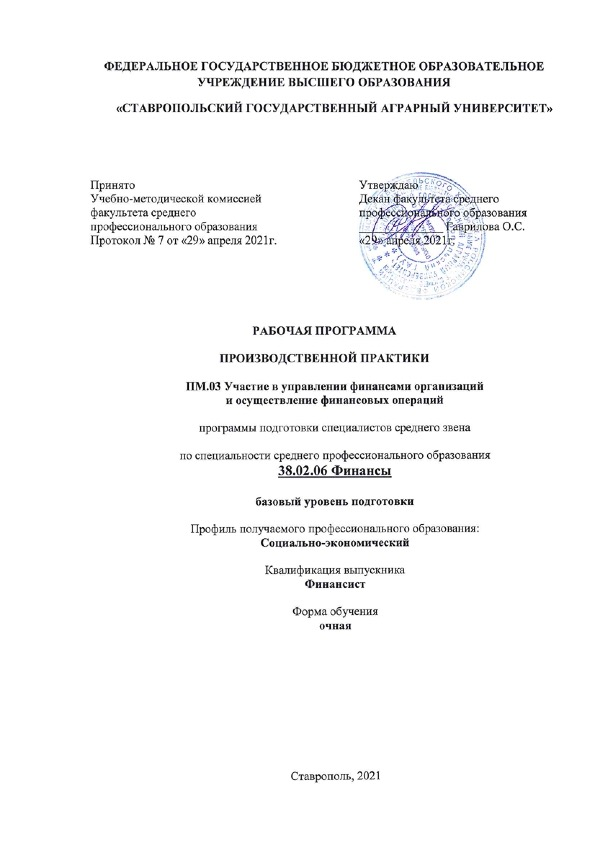 ФЕДЕРАЛЬНОЕ ГОСУДАРСТВЕННОЕ БЮДЖЕТНОЕ ОБРАЗОВАТЕЛЬНОЕ
УЧРЕЖДЕНИЕ ВЫСШЕГО ОБРАЗОВАНИЯ
«СТАВРОПОЛЬСКИЙ ГОСУДАРСТВЕННЫЙ АГРАРНЫЙ УНИВЕРСИТЕТ»
Принято
Учебно-методической комиссией
факультета среднего
профессионального образования
Протокол № 7 от «29» апреля 2021г.
Утверждаю
Декан факультета среднего
профессионального образования
Гаврилова О.С.
«29» апреля 2021г.
РАБОЧАЯ ПРОГРАММА
ПРОИЗВОДСТВЕННОЙ ПРАКТИКИ
ПМ.03 Участие в управлении финансами организаций
и осуществление финансовых операций
программы подготовки специалистов среднего звена
по специальности среднего профессионального образования
38.02.06 Финансы
базовый уровень подготовки
Профиль получаемого профессионального образования:
Социально-экономический
Квалификация выпускника
Финансист
Форма обучения
очная
Ставрополь, 2021